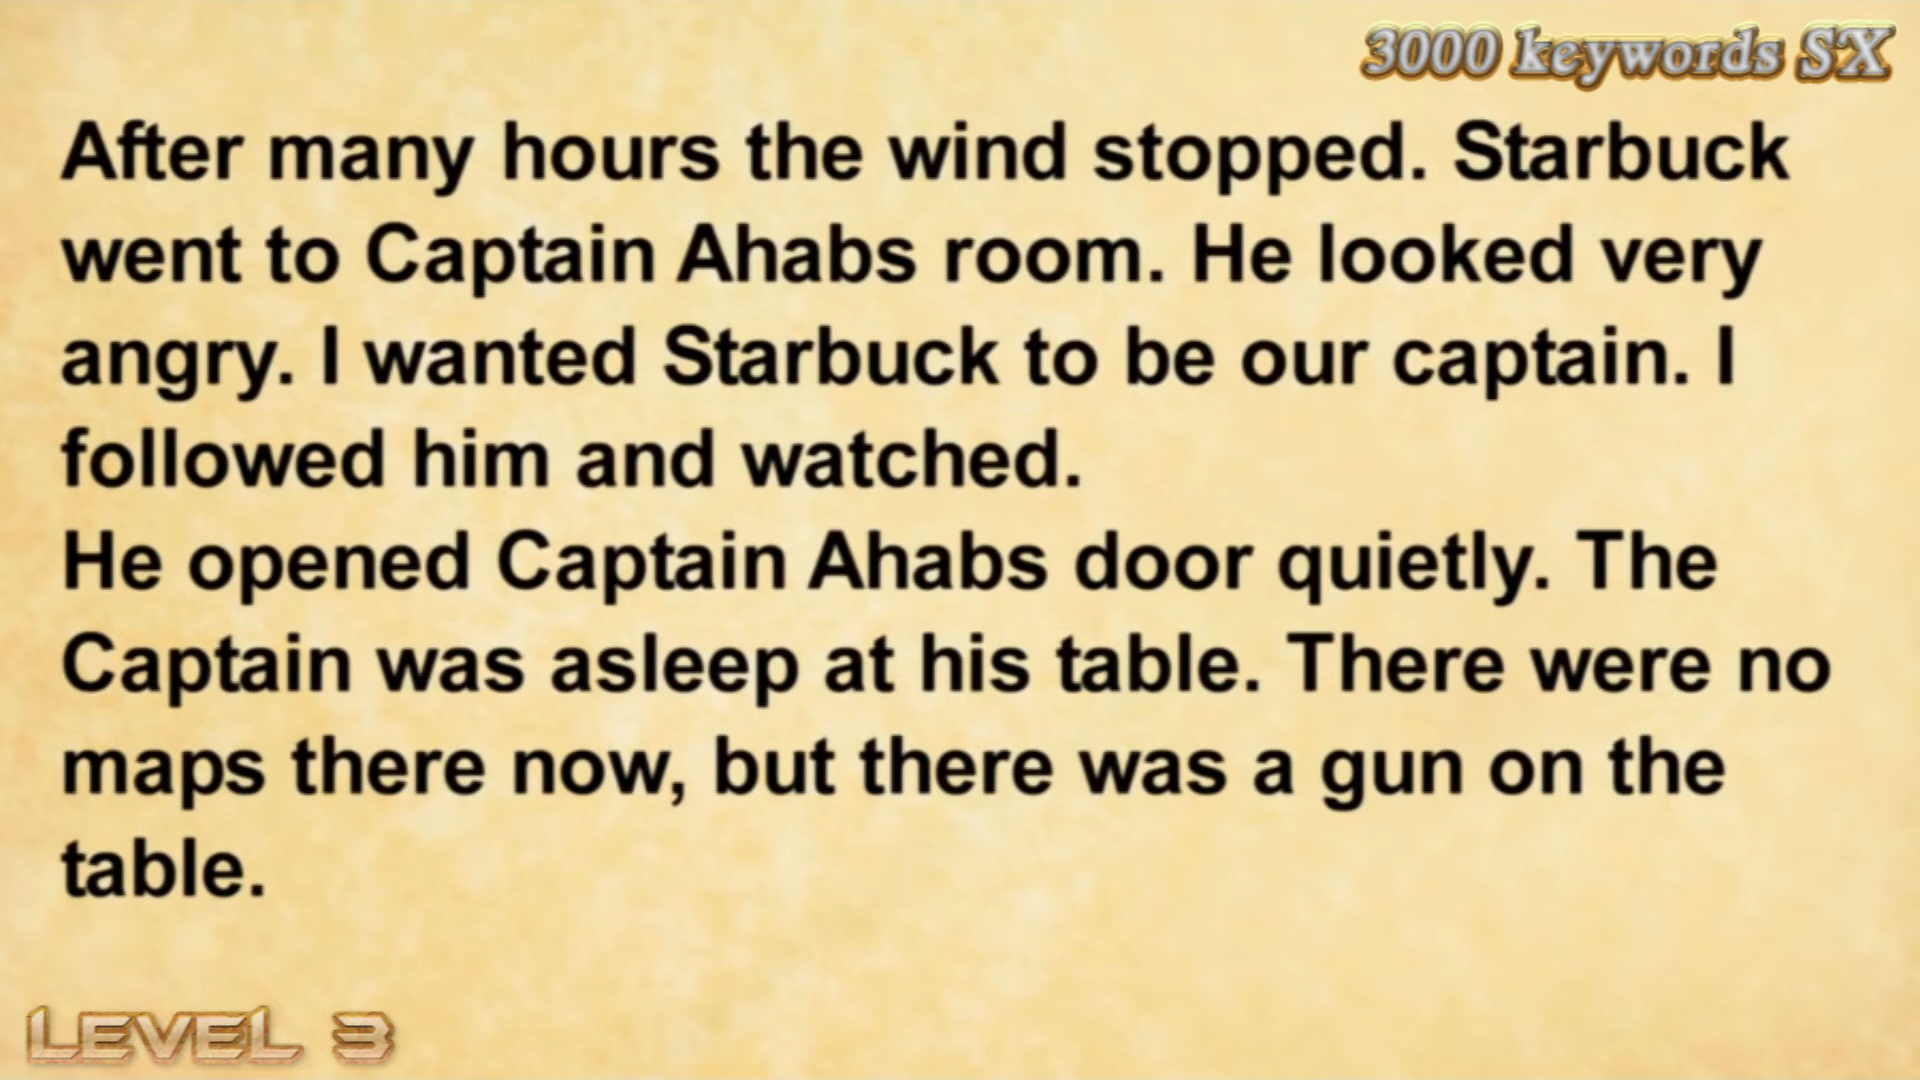 3000 keywords SX
After many hours the wind stopped. Starbuck
went to Captain Ahabs room. He looked very
angry. I wanted Starbuck to be our captain. I
followed him and watched.
He opened Captain Ahabs door quietly. The
Captain was asleep at his table. There were no
maps there now, but there was a gun on the
table.
LEVEL 3